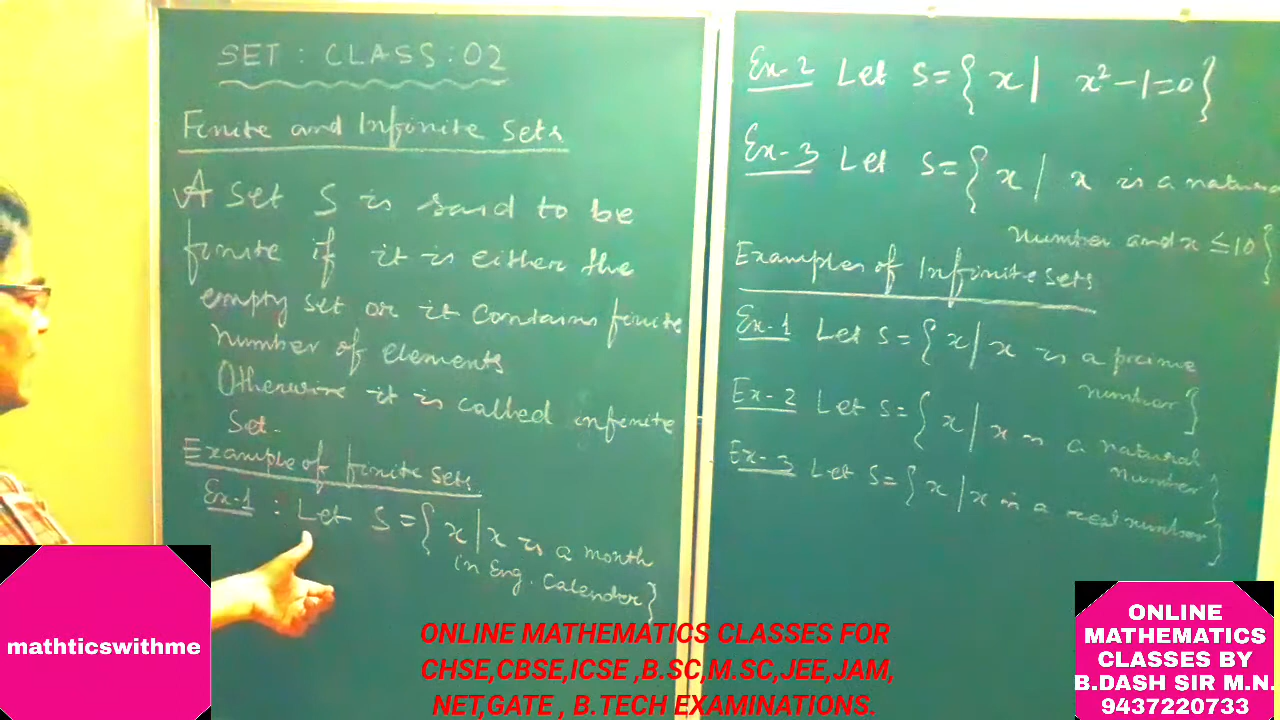 SET : CLASS : 02
Finite and Infinite Sets
A set S is said to be
finite if it is either the
empty set or it contains finite
number of elements
Otherwise it is called infinite
Set.
Example of finite sets
Ex-1 : Let S = { x | x is a month
in Eng. Calender}
Ex-2 Let S = { x | x² - 1 = 0 }
Ex-3 Let S = { x | x is a natural
number and x ≤ 10 }
Examples of Infinite sets
Ex-1 Let S = { x | x is a prime
number }
Ex-2 Let S = { x | x is a natural
number }
Ex-3 Let S = { x | x is a real number }
mathticswithme
ONLINE MATHEMATICS CLASSES FOR
CHSE,CBSE,ICSE ,B.SC,M.SC,JEE,JAM,
NET,GATE , B.TECH EXAMINATIONS.
ONLINE
MATHEMATICS
CLASSES BY
B.DASH SIR M.N.
9437220733